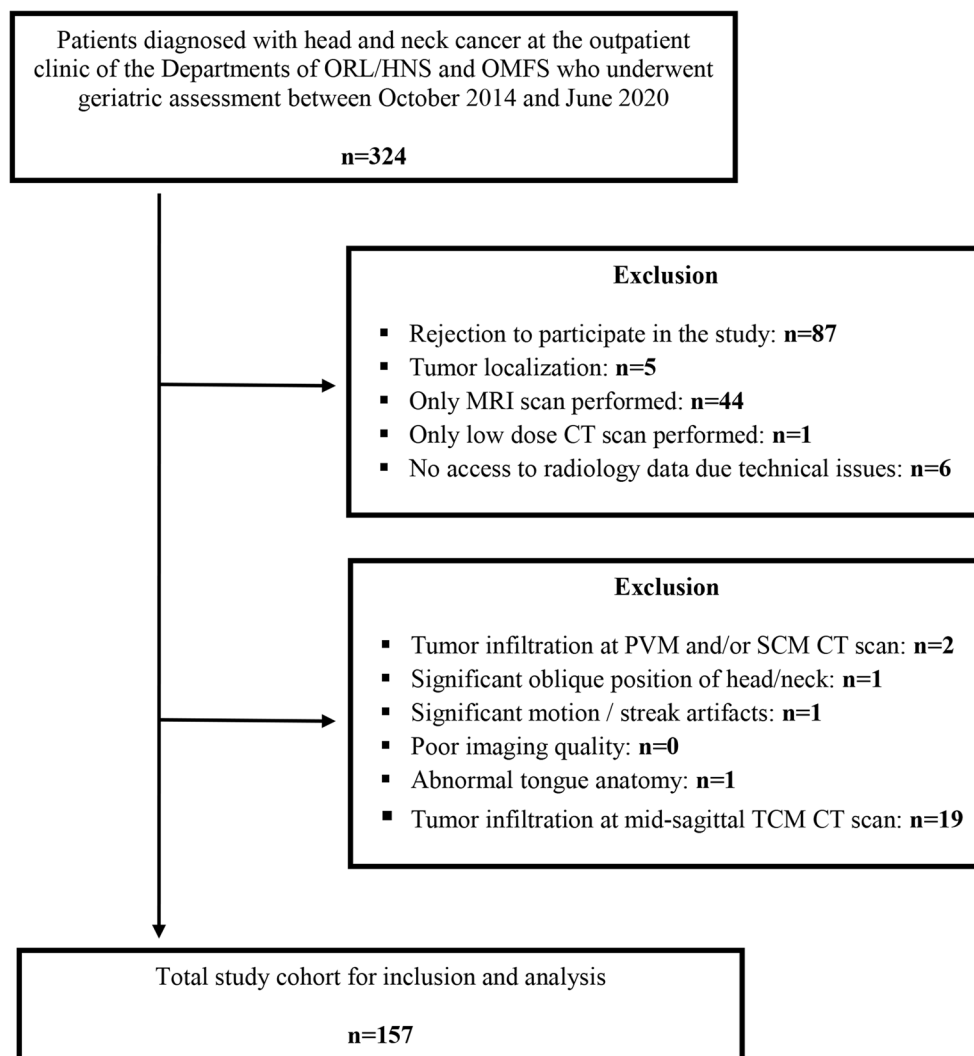 Patients diagnosed with head and neck cancer at the outpatient
clinic of the Departments of ORL/HNS and OMFS who underwent
geriatric assessment between October 2014 and June 2020
n=324
Exclusion
▪ Rejection to participate in the study: n=87
▪ Tumor localization: n=5
▪ Only MRI scan performed: n=44
▪ Only low dose CT scan performed: n=1
▪ No access to radiology data due technical issues: n=6
Exclusion
▪ Tumor infiltration at PVM and/or SCM CT scan: n=2
▪ Significant oblique position of head/neck: n=1
▪ Significant motion / streak artifacts: n=1
▪ Poor imaging quality: n=0
▪ Abnormal tongue anatomy: n=1
▪ Tumor infiltration at mid-sagittal TCM CT scan: n=19
Total study cohort for inclusion and analysis
n=157